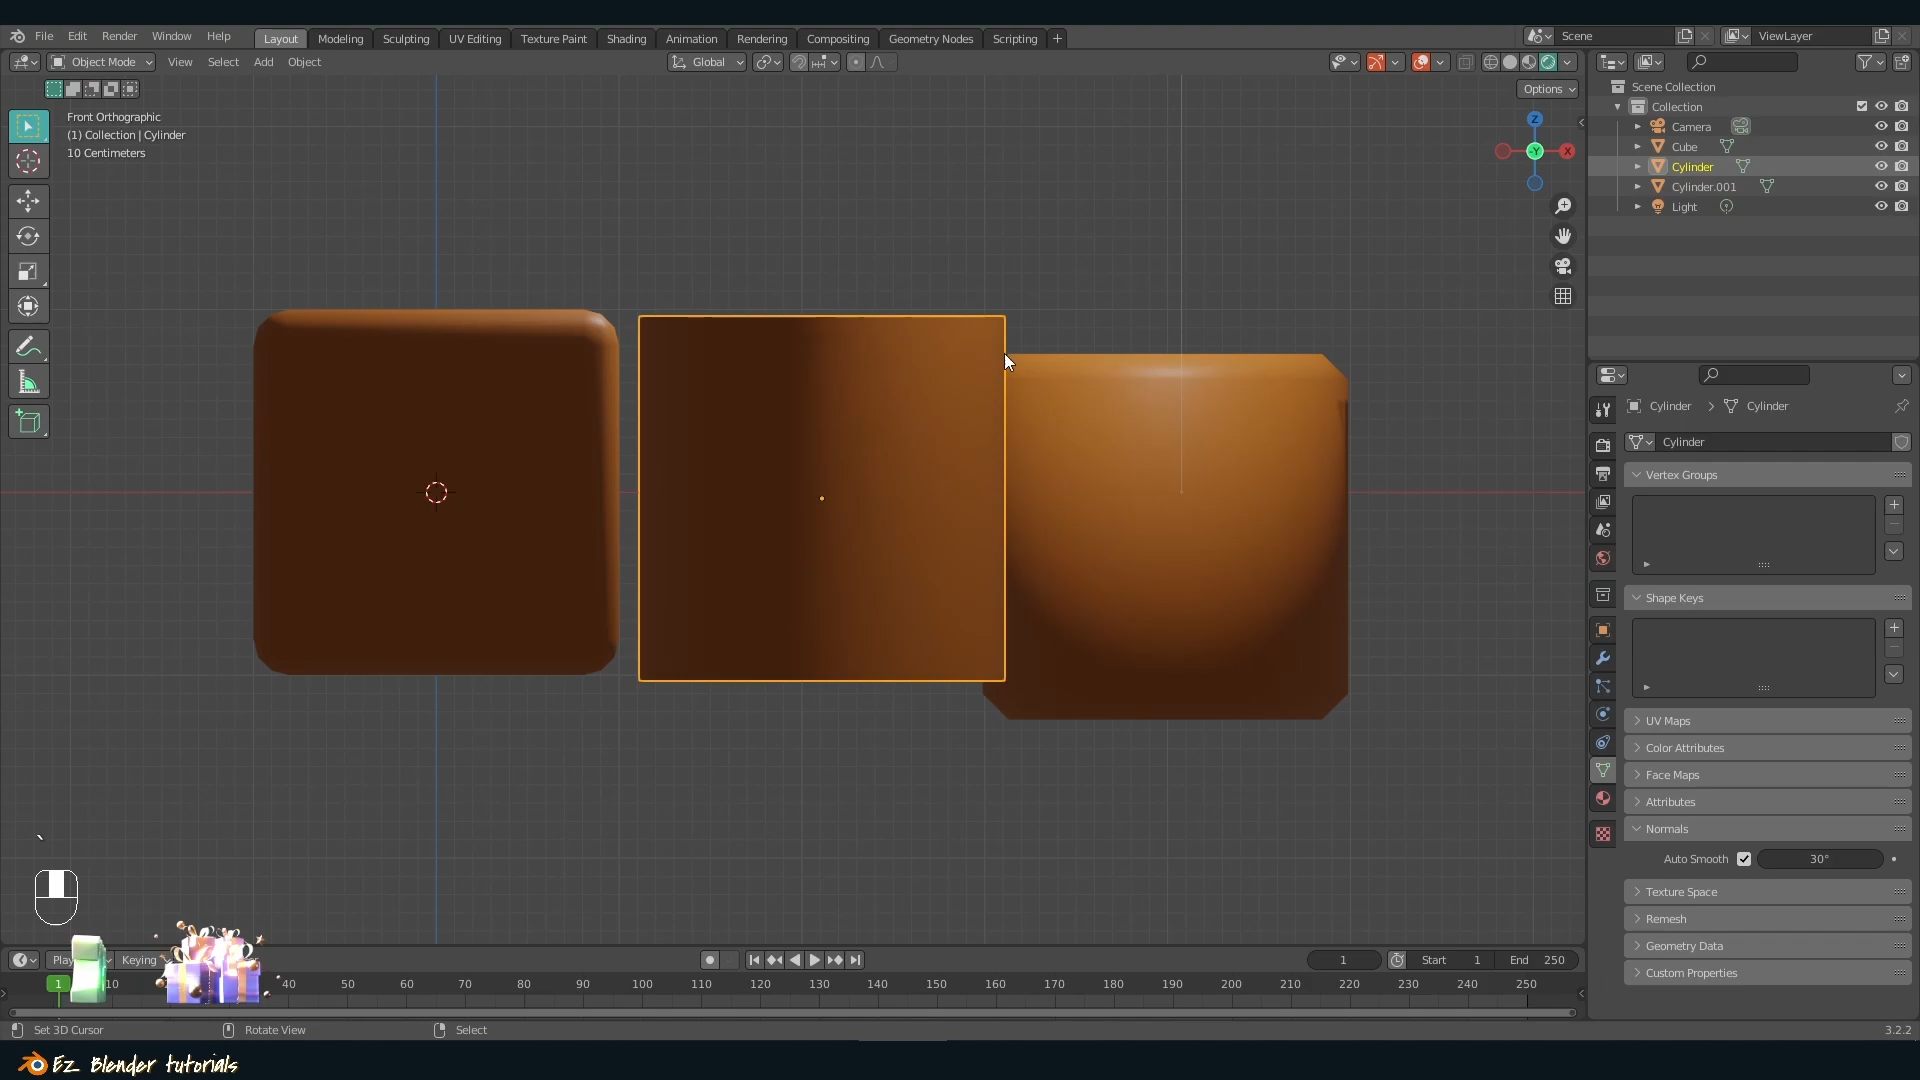 File Edit Render Window Help Layout Modeling Sculpting UV Editing Texture Paint Shading Animation Rendering Compositing Geometry Nodes Scripting + Scene ViewLayer
Object Mode View Select Add Object Global
Options
Front Orthographic
(1) Collection | Cylinder
10 Centimeters
Z
-Y
X
Scene Collection
Collection
Camera
Cube
Cylinder
Cylinder.001
Light
Cylinder > Cylinder
Cylinder
Vertex Groups
Shape Keys
UV Maps
Color Attributes
Face Maps
Attributes
Normals
Auto Smooth 30°
Texture Space
Remesh
Geometry Data
Custom Properties
Keying 1 Start 1 End 250
1 10 40 50 60 70 80 90 100 110 120 130 140 150 160 170 180 190 200 210 220 230 240 250
Set 3D Cursor Rotate View Select 3.2.2
Ez Blender tutorials